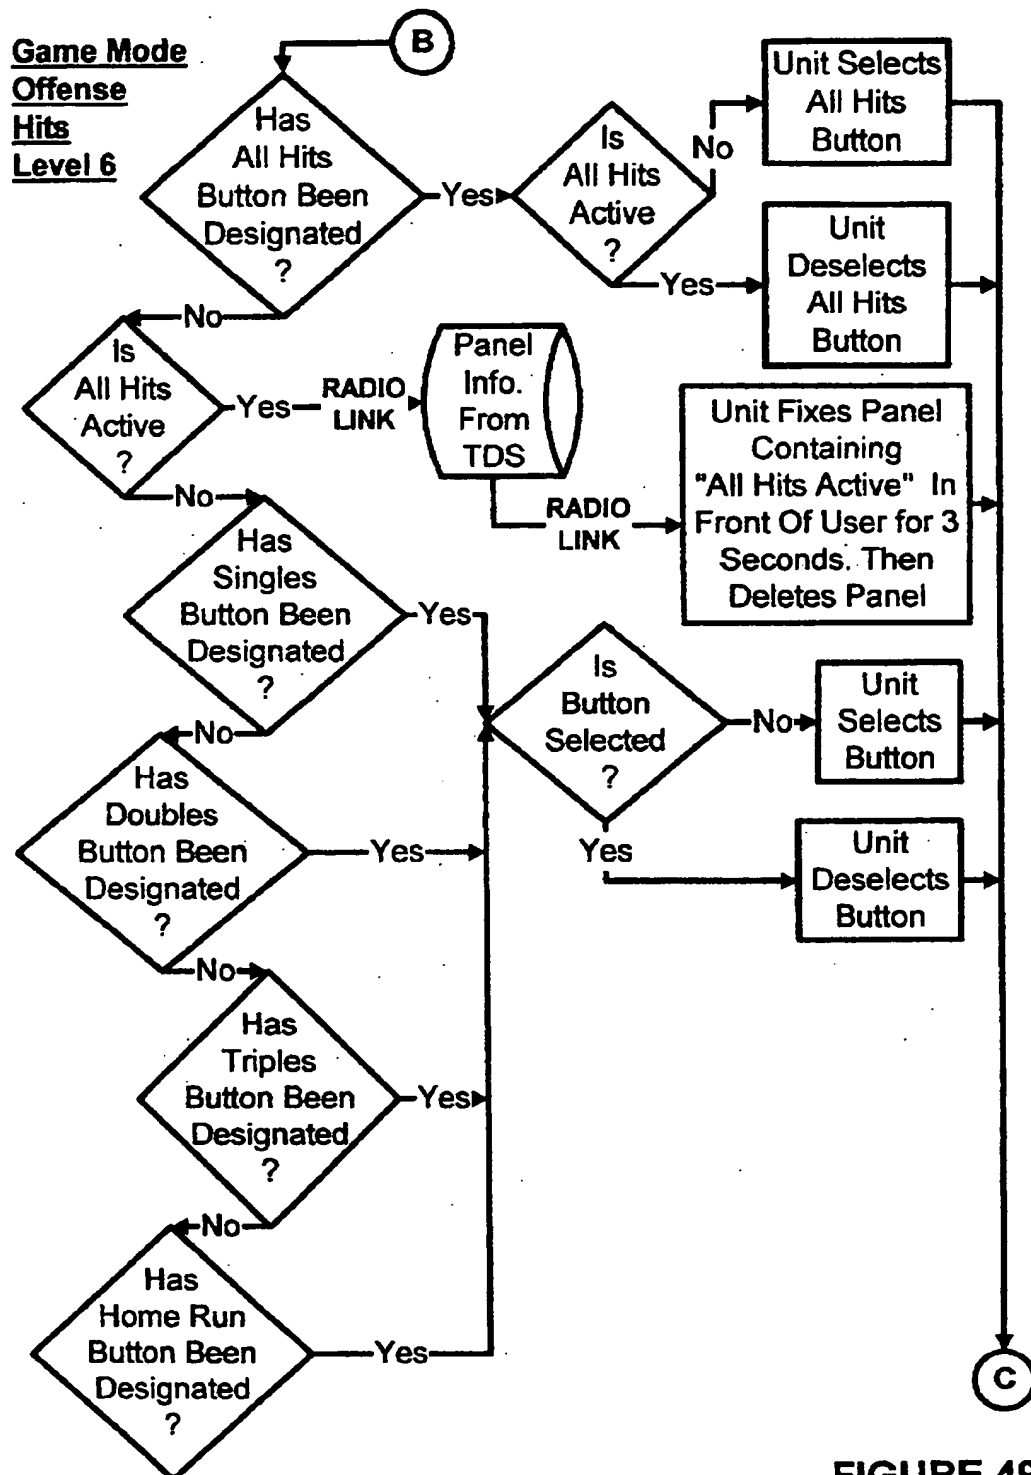 Game Mode
Offense
Hits
Level 6
B
Has
All Hits
Button Been
Designated
?
Yes
Is
All Hits
Active
?
No
Unit Selects
All Hits
Button
Yes
Unit
Deselects
All Hits
Button
No
Is
All Hits
Active
?
Yes
RADIO
LINK
Panel
Info.
From
TDS
RADIO
LINK
Unit Fixes Panel
Containing
"All Hits Active" In
Front Of User for 3
Seconds. Then
Deletes Panel
No
Has
Singles
Button Been
Designated
?
Yes
Is
Button
Selected
?
No
Unit
Selects
Button
Yes
Unit
Deselects
Button
No
Has
Doubles
Button Been
Designated
?
Yes
No
Has
Triples
Button Been
Designated
?
Yes
No
Has
Home Run
Button Been
Designated
?
Yes
C